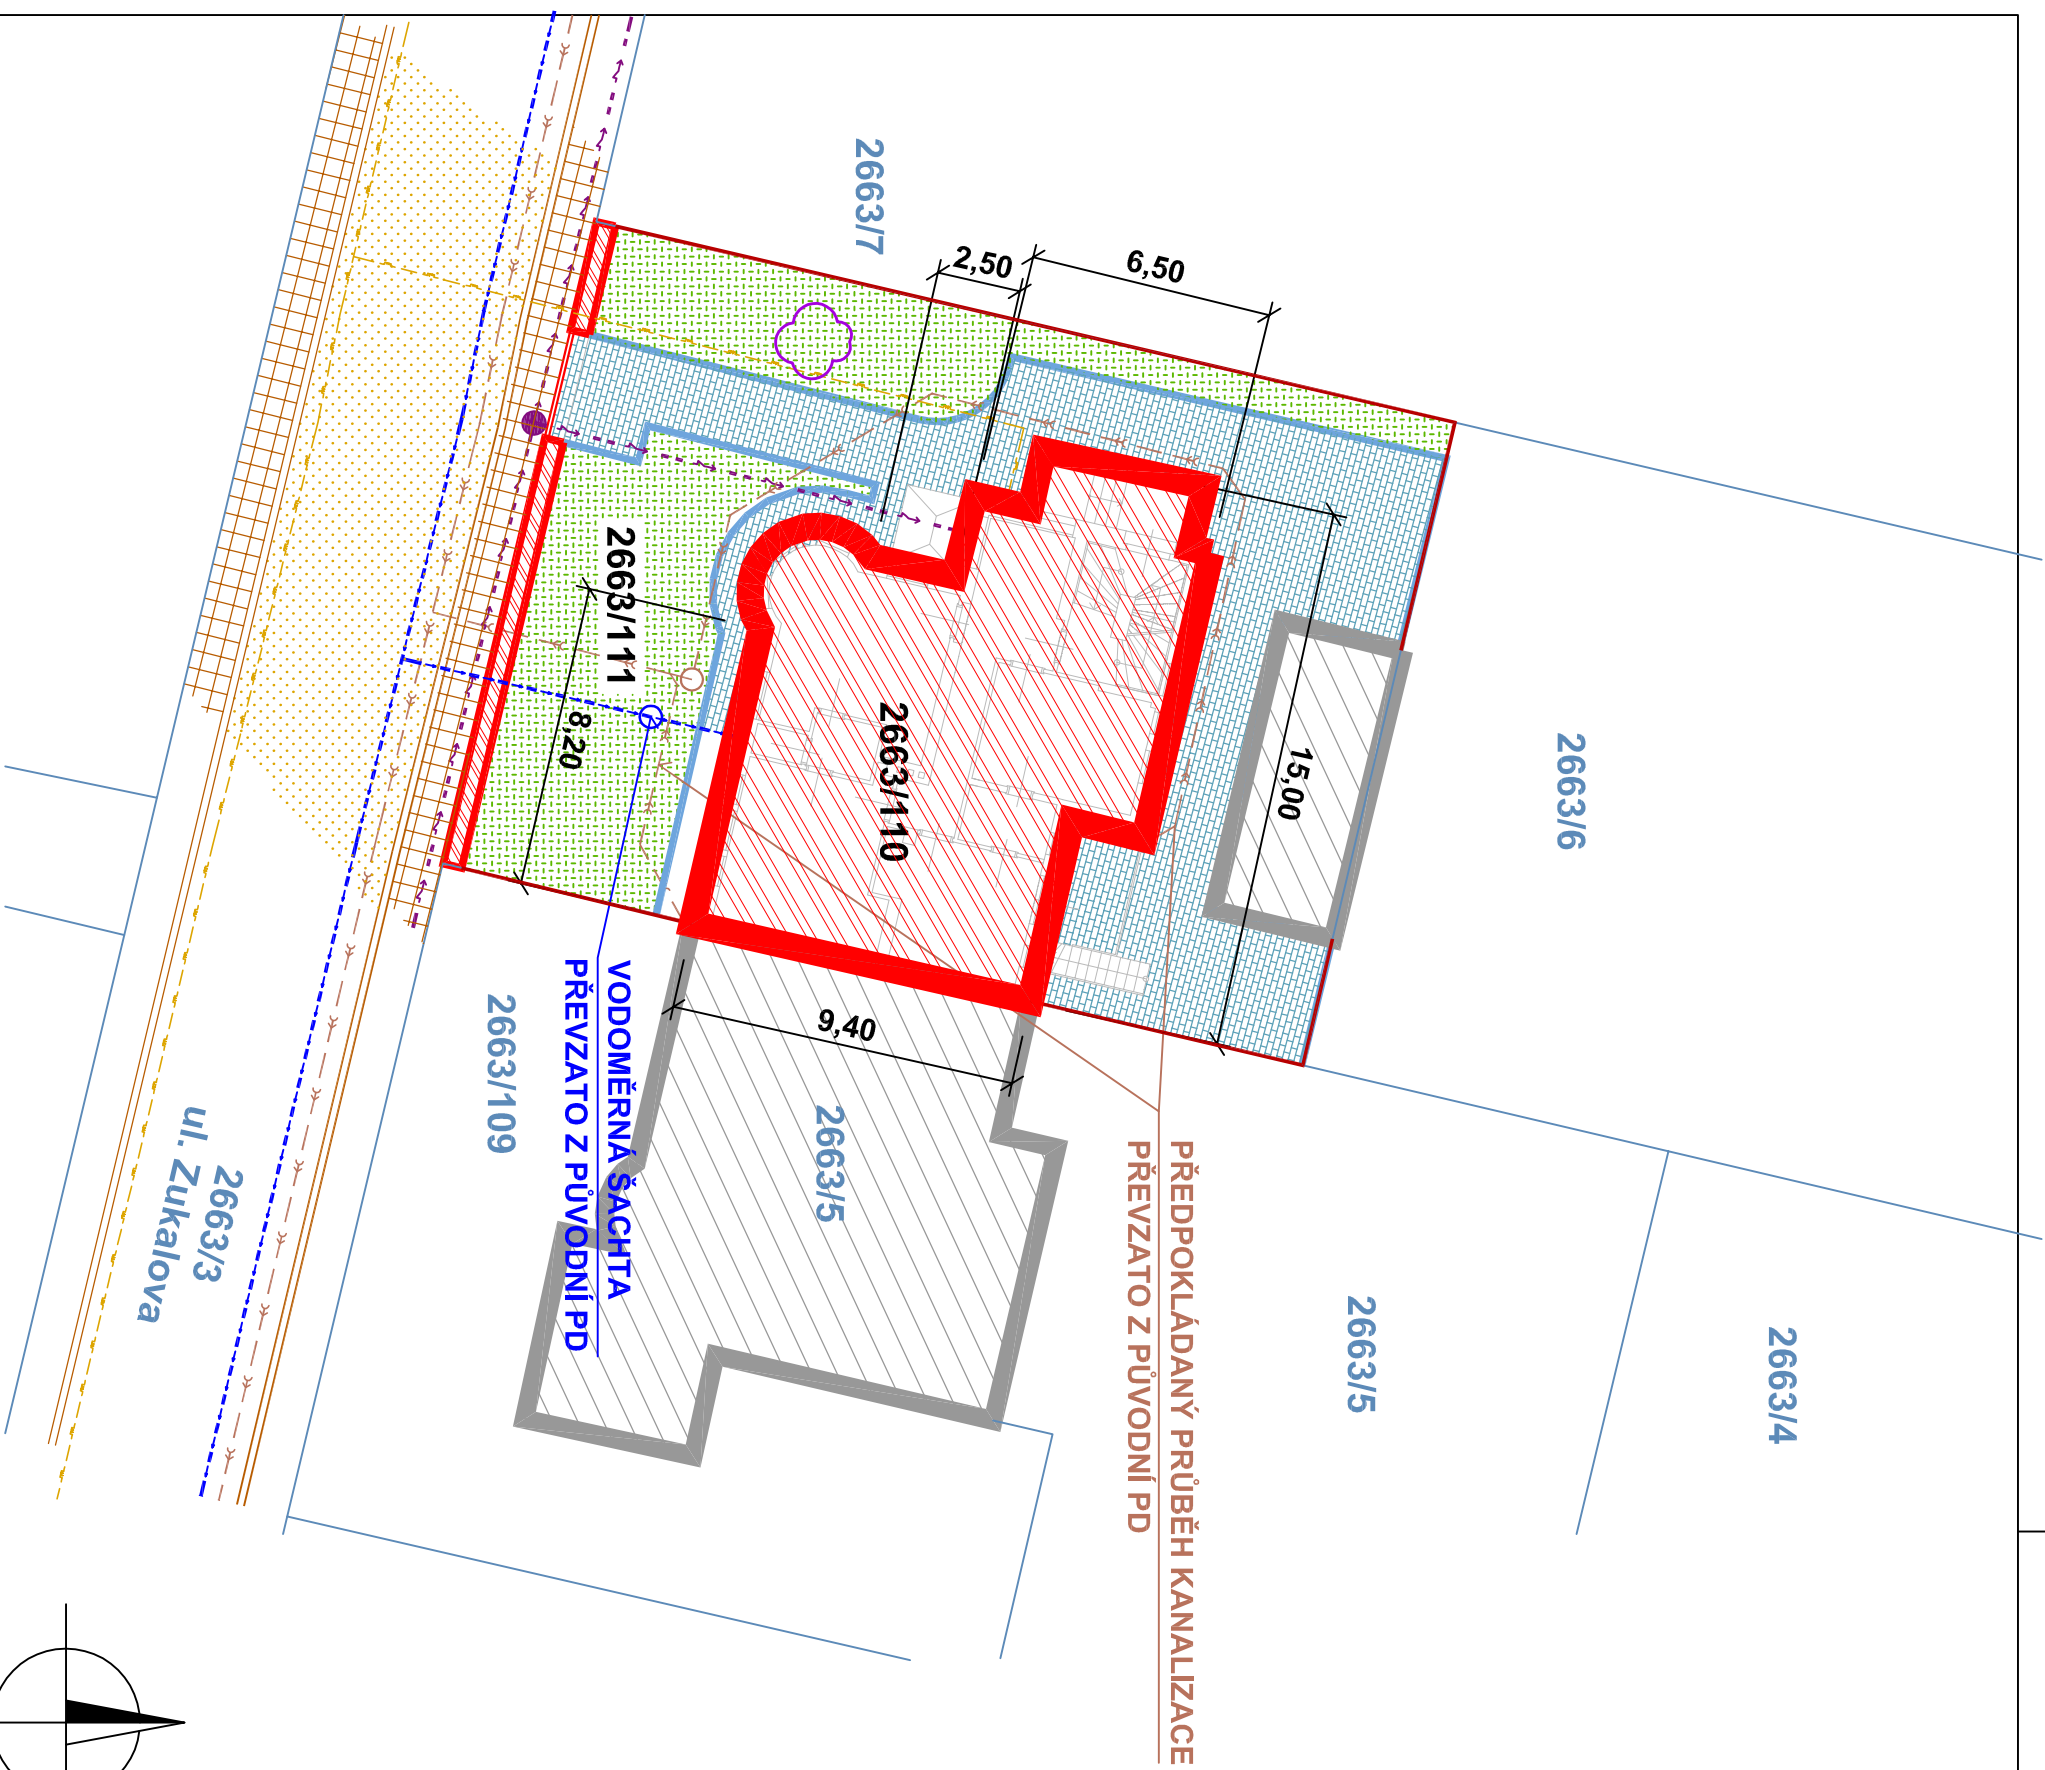 2663/7
2,50
6,50
2663/111
8,20
2663/110
15,00
2663/6
9,40
VODOMĚRNÁ ŠACHTA
PŘEVZATO Z PŮVODNÍ PD
2663/109
2663/5
PŘEDPOKLÁDANÝ PRŮBĚH KANALIZACE
PŘEVZATO Z PŮVODNÍ PD
2663/5
2663/4
2663/3
ul. Zukalova